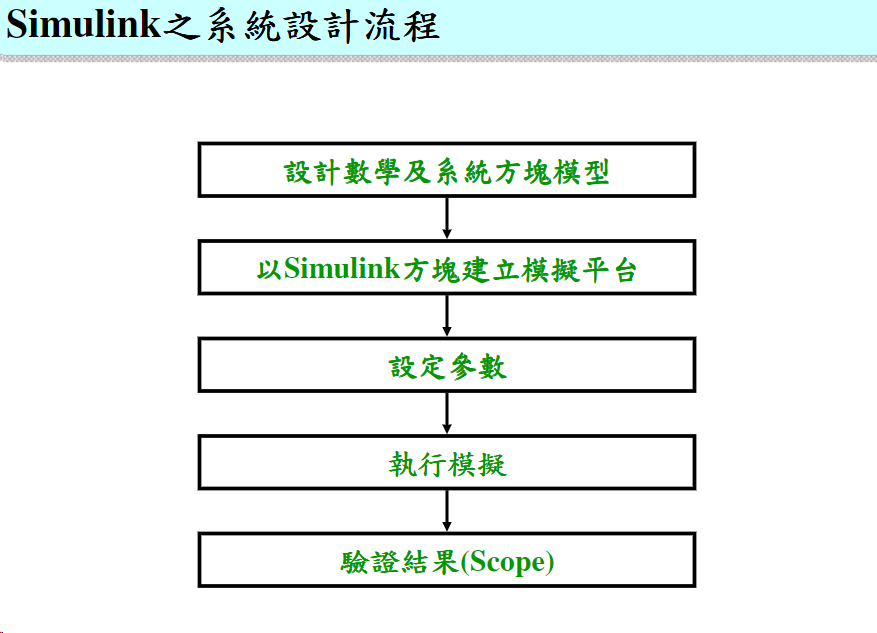 Simulink之系統設計流程
設計數學及系統方塊模型
以Simulink方塊建立模擬平台
設定參數
執行模擬
驗證結果(Scope)